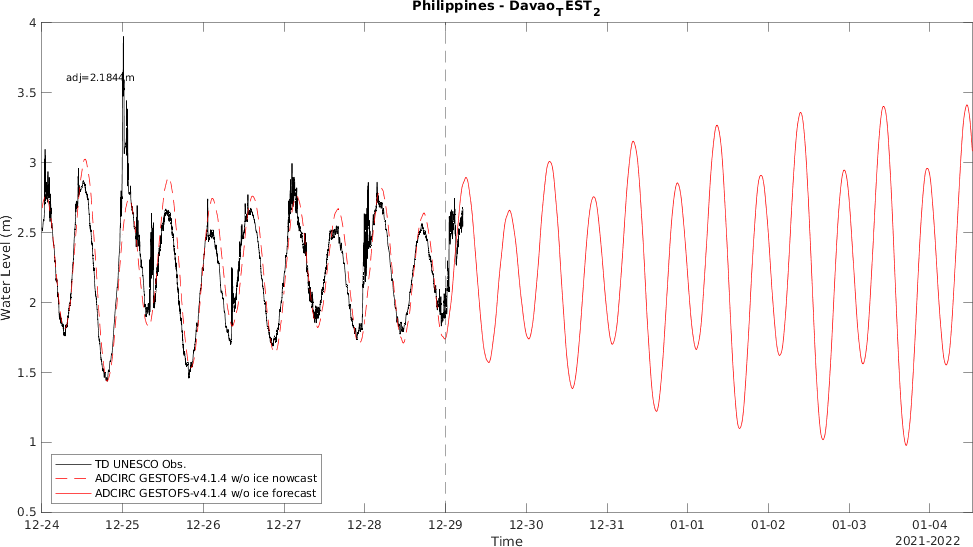 Philippines - DavaoTEST2
4
adj=2.1844m
3.5
3
2.5
2
1.5
1
0.5
Water Level (m)
TD UNESCO Obs.
ADCIRC GESTOFS-v4.1.4 w/o ice nowcast
ADCIRC GESTOFS-v4.1.4 w/o ice forecast
12-24 12-25 12-26 12-27 12-28 12-29 12-30 12-31 01-01 01-02 01-03 01-04
Time
2021-2022